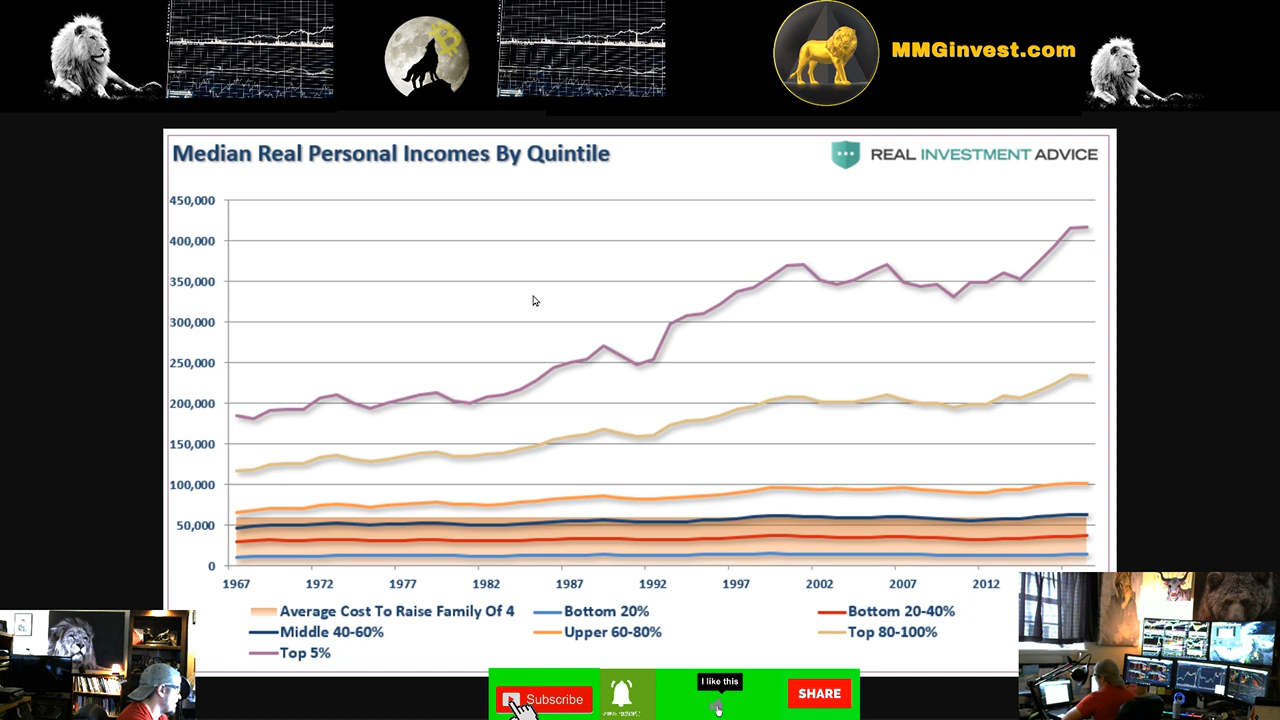 MMGinvest.com
Median Real Personal Incomes By Quintile
REAL INVESTMENT ADVICE
450,000
400,000
350,000
300,000
250,000
200,000
150,000
100,000
50,000
0
1967 1972 1977 1982 1987 1992 1997 2002 2007 2012
Average Cost To Raise Family Of 4 Bottom 20% Bottom 20-40%
Middle 40-60% Upper 60-80% Top 80-100%
Top 5%
I like this
Subscribe
SHARE